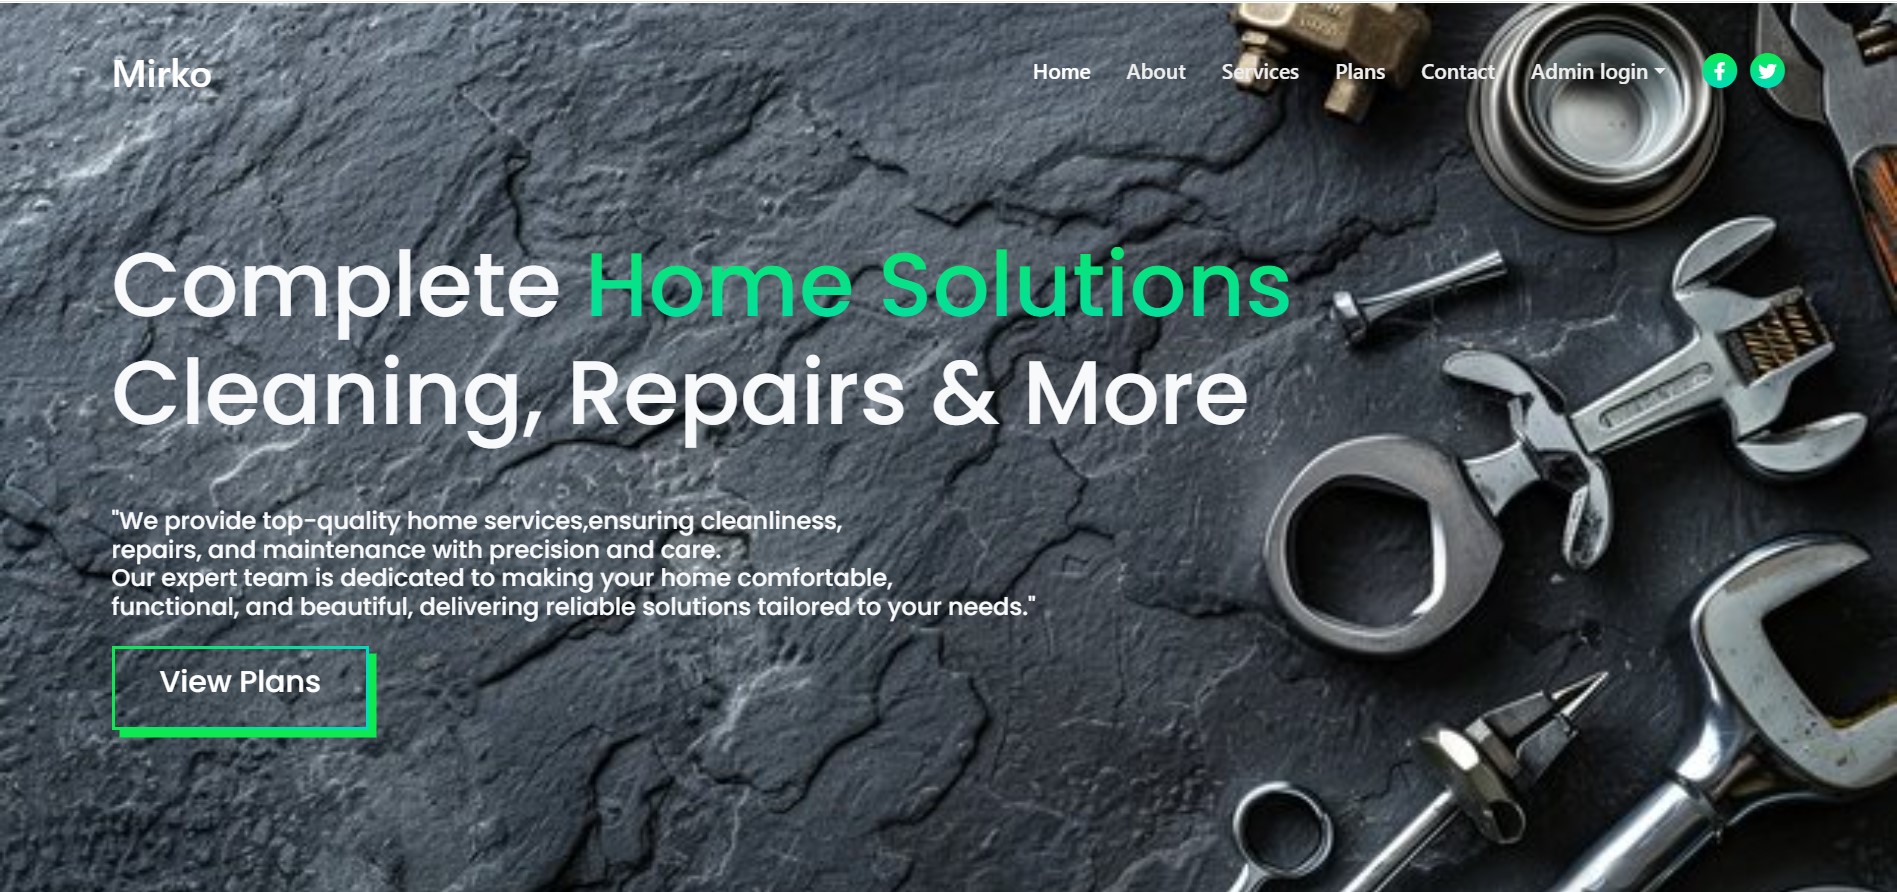 Mirko
Home About Services Plans Contact Admin login
Complete Home Solutions
Cleaning, Repairs & More
"We provide top-quality home services,ensuring cleanliness,
repairs, and maintenance with precision and care.
Our expert team is dedicated to making your home comfortable,
functional, and beautiful, delivering reliable solutions tailored to your needs."
View Plans